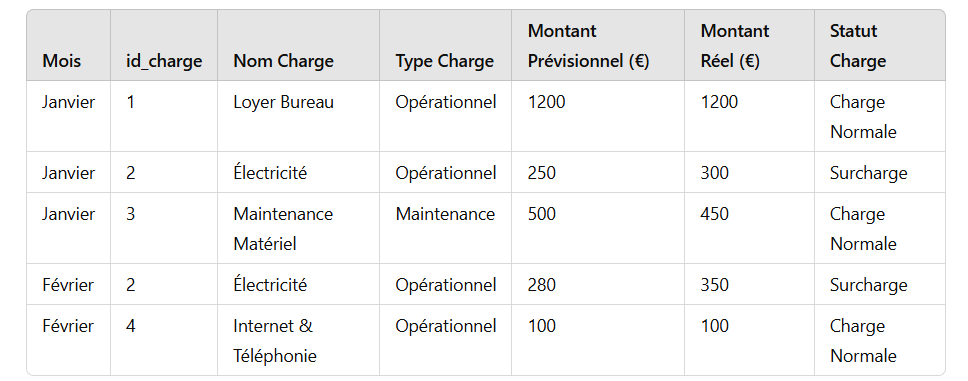 Mois id_charge Nom Charge Type Charge Montant Prévisionnel (€) Montant Réel (€) Statut Charge
Janvier 1 Loyer Bureau Opérationnel 1200 1200 Charge Normale
Janvier 2 Électricité Opérationnel 250 300 Surcharge
Janvier 3 Maintenance Matériel Maintenance 500 450 Charge Normale
Février 2 Électricité Opérationnel 280 350 Surcharge
Février 4 Internet & Téléphonie Opérationnel 100 100 Charge Normale